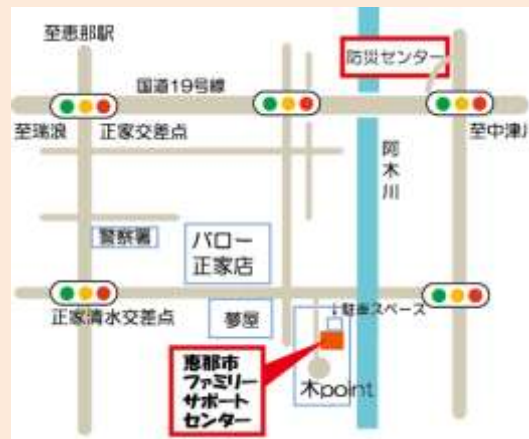 至恵那駅
防災センター
国道19号線
至瑞浪
正家交差点
至中津川
阿木川
警察署
バロー
正家店
正家清水交差点
夢屋
↓駐車スペース
恵那市
ファミリー
サポート
センター
木point